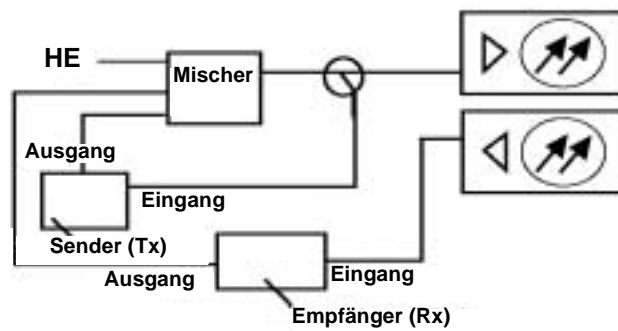 HE
Mischer
Ausgang
Eingang
Sender (Tx)
Ausgang
Eingang
Empfänger (Rx)